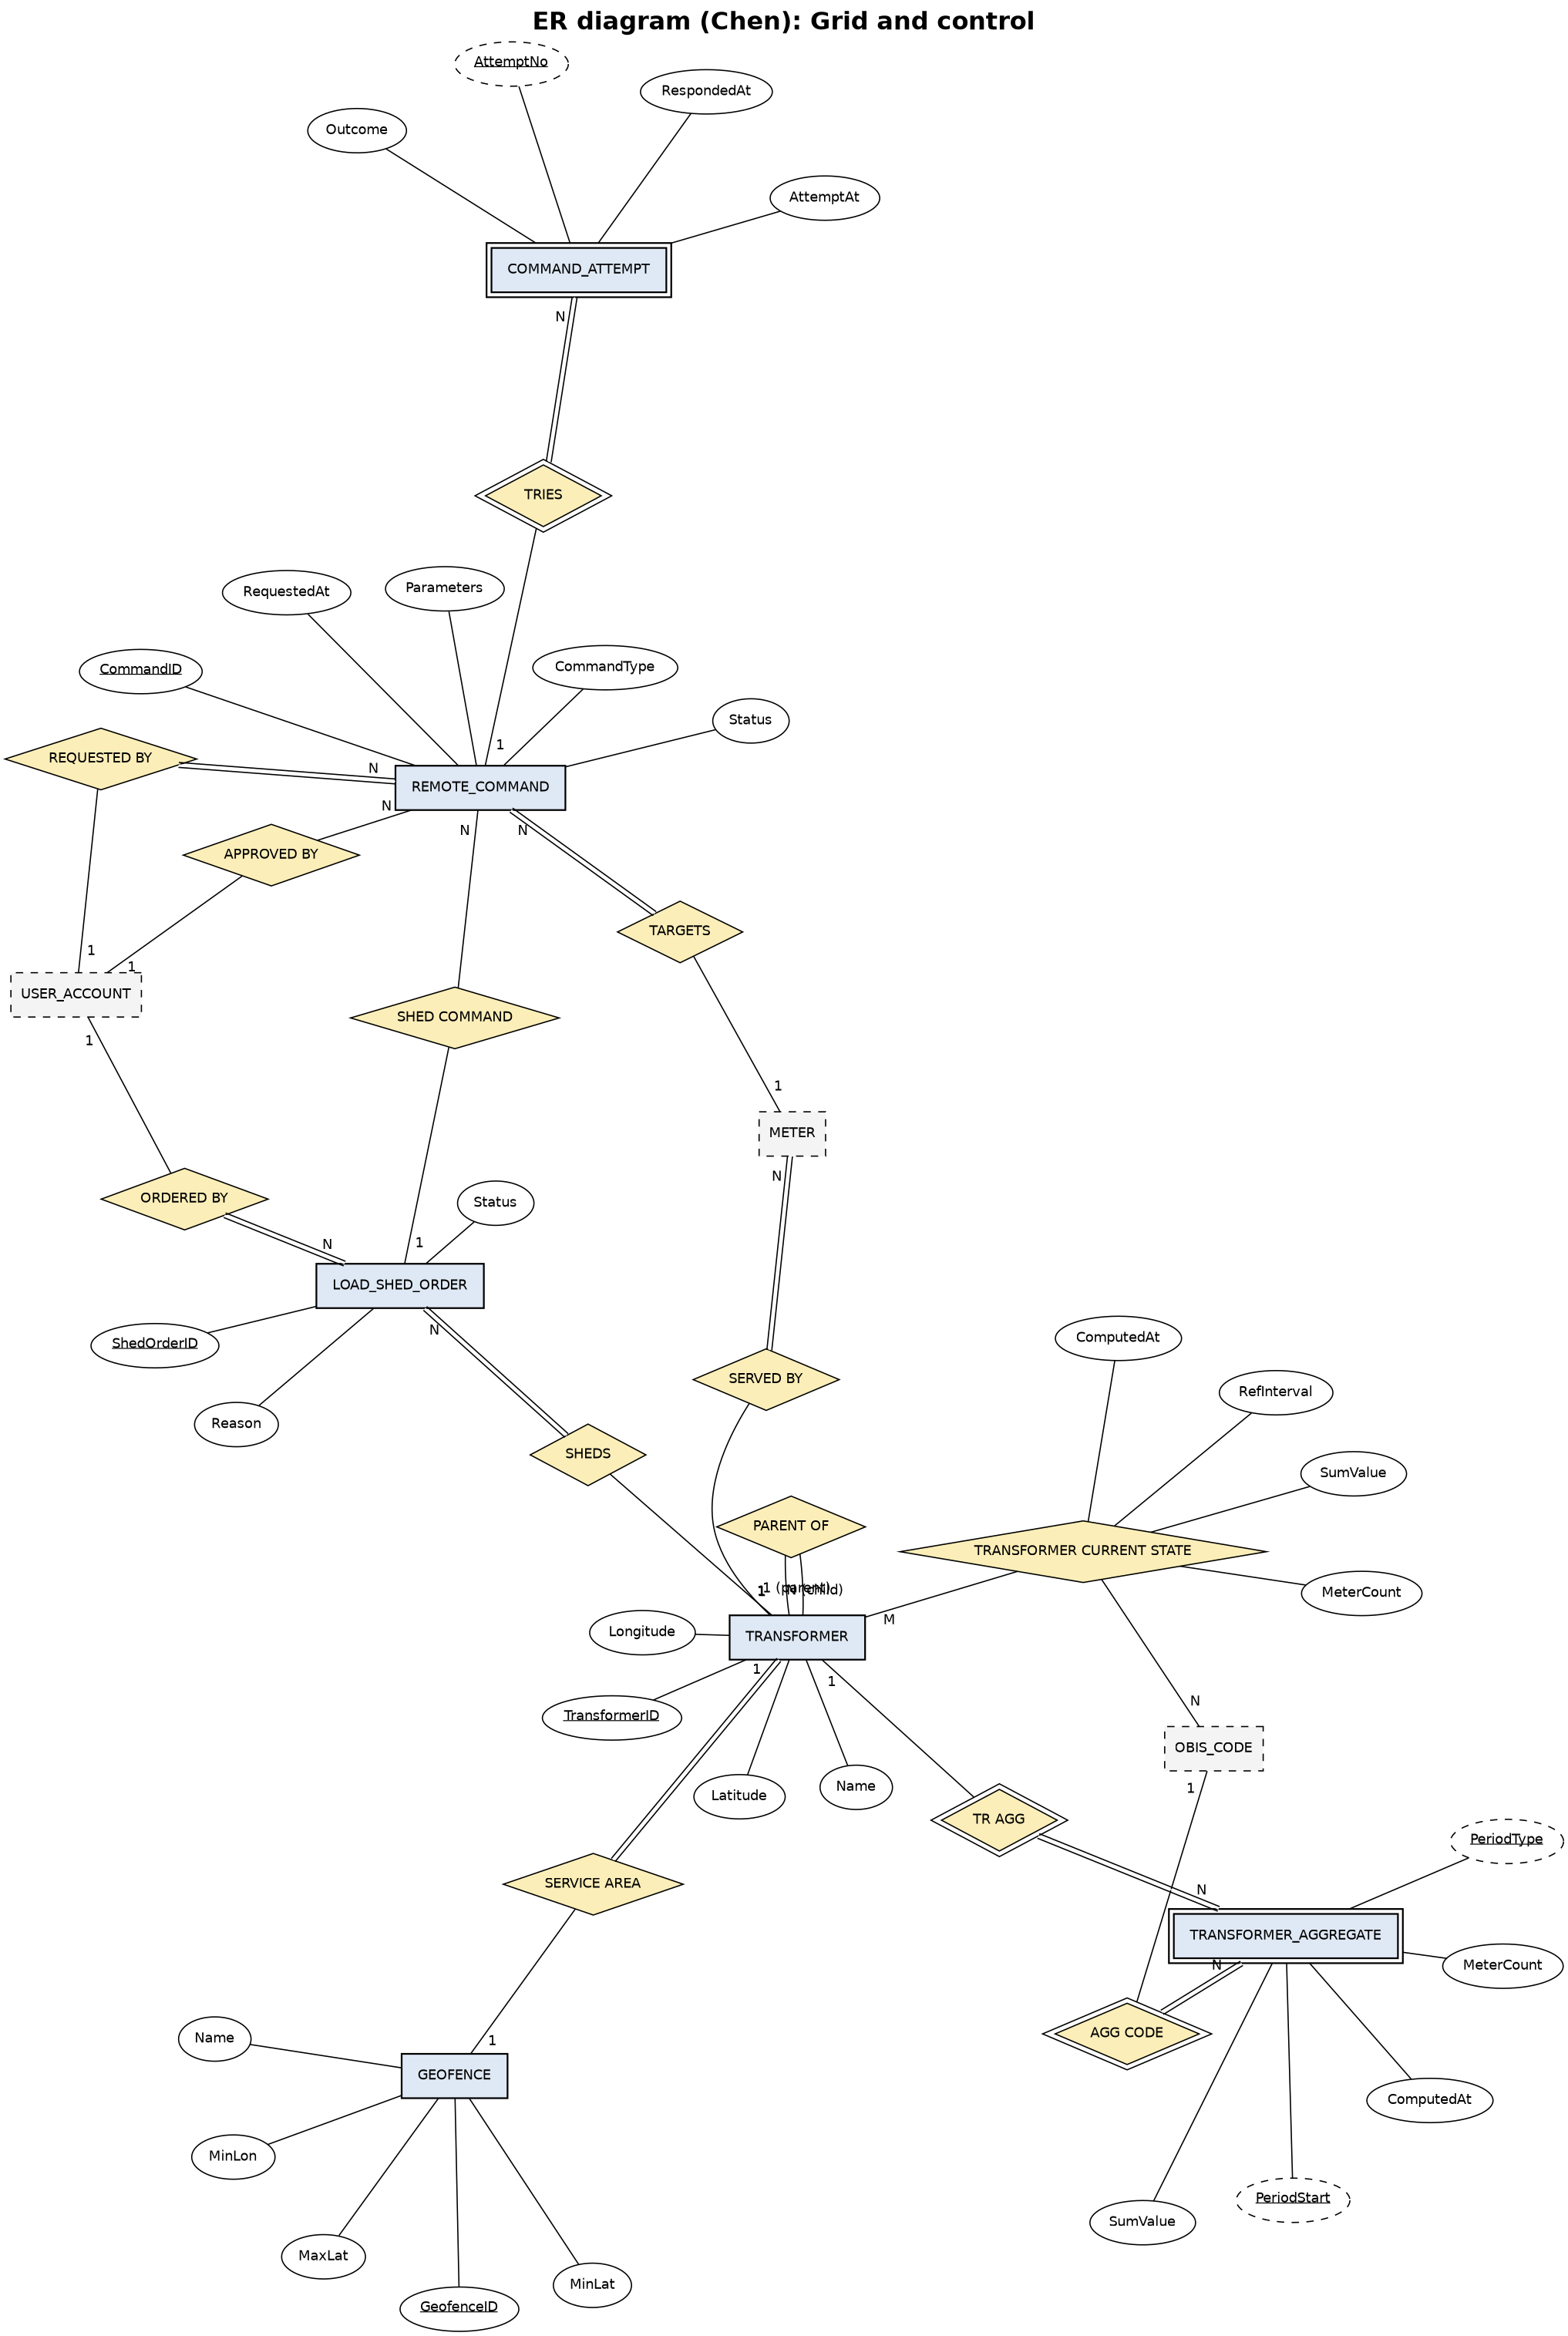 ER diagram (Chen): Grid and control
AttemptNo
RespondedAt
Outcome
AttemptAt
COMMAND_ATTEMPT
N
TRIES
RequestedAt
Parameters
CommandID
CommandType
Status
1
REQUESTED BY
N
REMOTE_COMMAND
N
N
N
APPROVED BY
TARGETS
1
1
USER_ACCOUNT
SHED COMMAND
1
1
METER
N
ORDERED BY
Status
N
1
LOAD_SHED_ORDER
ShedOrderID
N
Reason
SERVED BY
SHEDS
ComputedAt
RefInterval
SumValue
PARENT OF
TRANSFORMER CURRENT STATE
MeterCount
1
1
1 (parent)
N (child)
M
Longitude
TRANSFORMER
1
1
TransformerID
Latitude
Name
N
OBIS_CODE
1
TR AGG
PeriodType
SERVICE AREA
N
TRANSFORMER_AGGREGATE
MeterCount
N
AGG CODE
ComputedAt
SumValue
PeriodStart
1
Name
GEOFENCE
MinLon
MaxLat
GeofenceID
MinLat